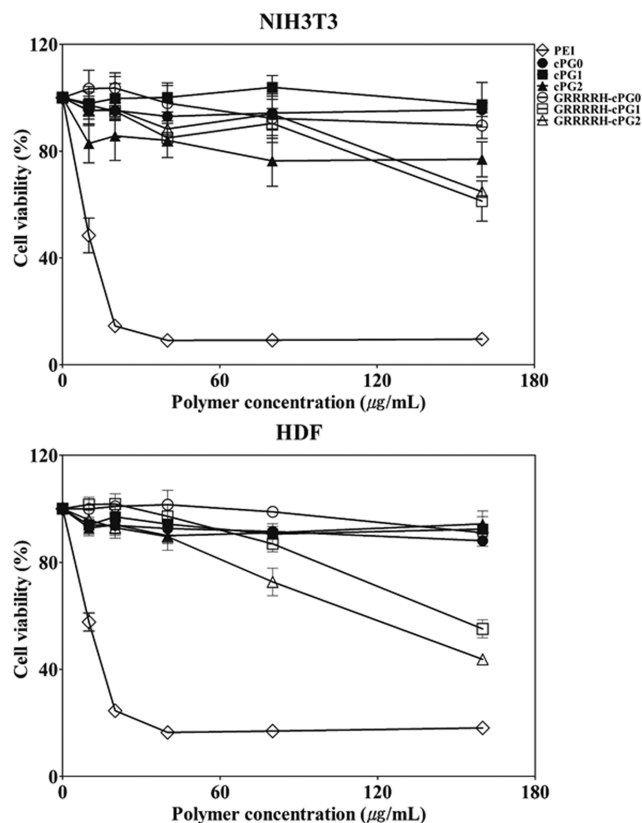 NIH3T3
120
80
40
0
Cell viability (%)
0 60 120 180
Polymer concentration (μg/mL)
PEI
cPG0
cPG1
cPG2
GRRRRH-cPG0
GRRRRH-cPG1
GRRRRH-cPG2
HDF
120
80
40
0
Cell viability (%)
0 60 120 180
Polymer concentration (μg/mL)